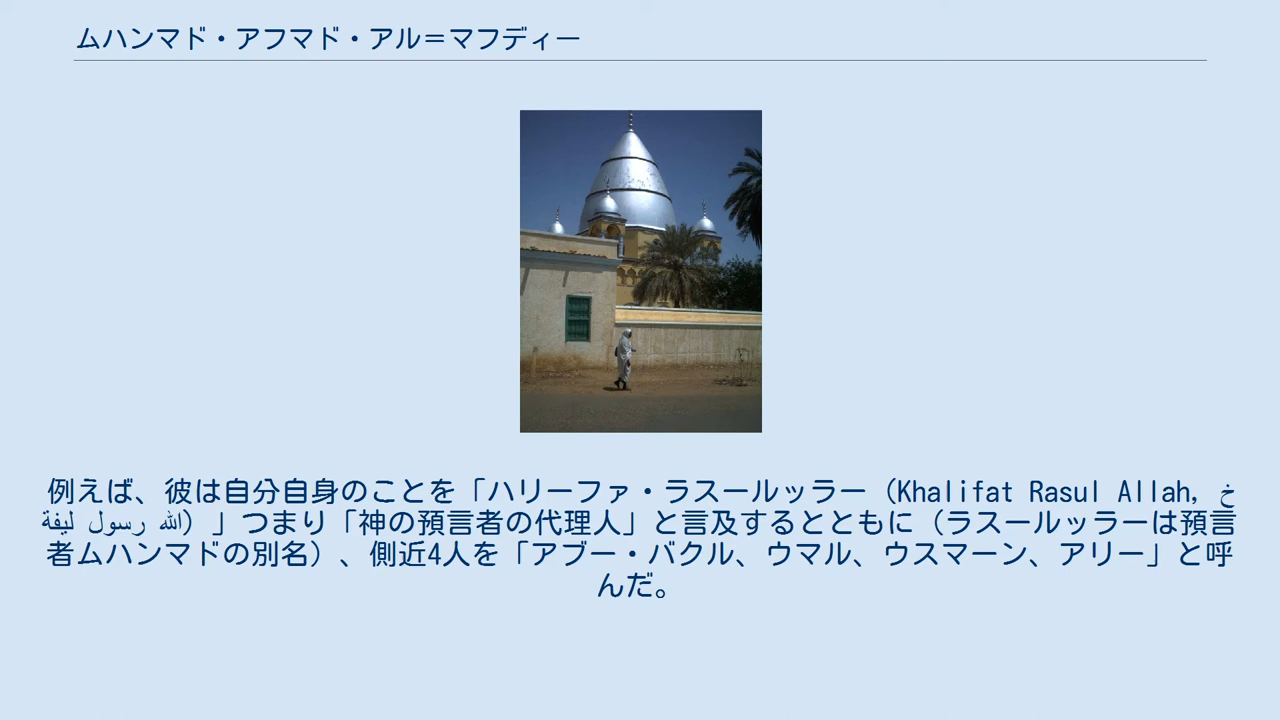 ムハンマド・アフマド・アル＝マフディー
例えば、彼は自分自身のことを「ハリーファ・ラスールッラー（Khalifat Rasul Allah, خ
ليفة رسول الله）」つまり「神の預言者の代理人」と言及するとともに（ラスールッラーは預言
者ムハンマドの別名）、側近4人を「アブー・バクル、ウマル、ウスマーン、アリー」と呼
んだ。